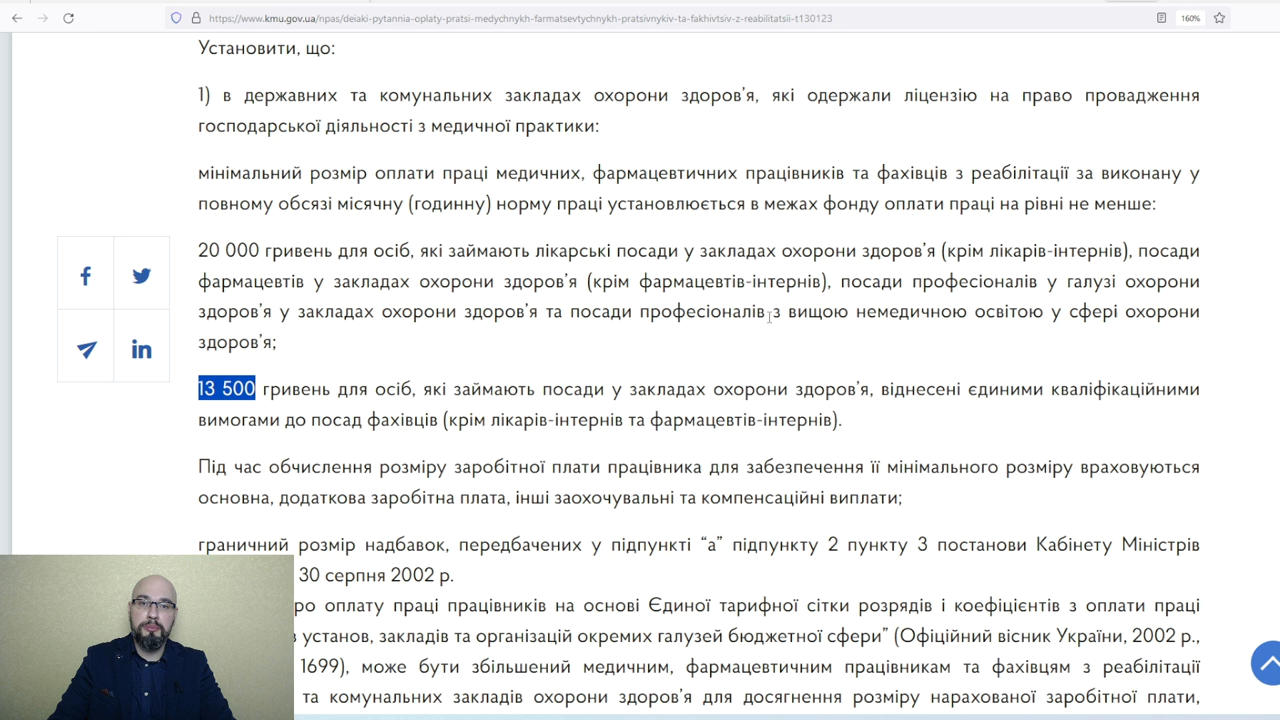 https://www.kmu.gov.ua/npas/deiaki-pytannia-oplaty-pratsi-medychnykh-farmatsevtychnykh-pratsivnykiv-ta-fakhivtsiv-z-reabilitatsii-t130123
160%
Установити, що:
1) в державних та комунальних закладах охорони здоров’я, які одержали ліцензію на право провадження
господарської діяльності з медичної практики:
мінімальний розмір оплати праці медичних, фармацевтичних працівників та фахівців з реабілітації за виконану у
повному обсязі місячну (годинну) норму праці установлюється в межах фонду оплати праці на рівні не менше:
20 000 гривень для осіб, які займають лікарські посади у закладах охорони здоров’я (крім лікарів-інтернів), посади
фармацевтів у закладах охорони здоров’я (крім фармацевтів-інтернів), посади професіоналів у галузі охорони
здоров’я у закладах охорони здоров’я та посади професіоналів з вищою немедичною освітою у сфері охорони
здоров’я;
13 500 гривень для осіб, які займають посади у закладах охорони здоров’я, віднесені єдиними кваліфікаційними
вимогами до посад фахівців (крім лікарів-інтернів та фармацевтів-інтернів).
Під час обчислення розміру заробітної плати працівника для забезпечення її мінімального розміру враховуються
основна, додаткова заробітна плата, інші заохочувальні та компенсаційні виплати;
граничний розмір надбавок, передбачених у підпункті “а” підпункту 2 пункту 3 постанови Кабінету Міністрів
30 серпня 2002 р.
ро оплату праці працівників на основі Єдиної тарифної сітки розрядів і коефіцієнтів з оплати праці
установ, закладів та організацій окремих галузей бюджетної сфери” (Офіційний вісник України, 2002 р.,
1699), може бути збільшений медичним, фармацевтичним працівникам та фахівцям з реабілітації
та комунальних закладів охорони здоров’я для досягнення розміру нарахованої заробітної плати,